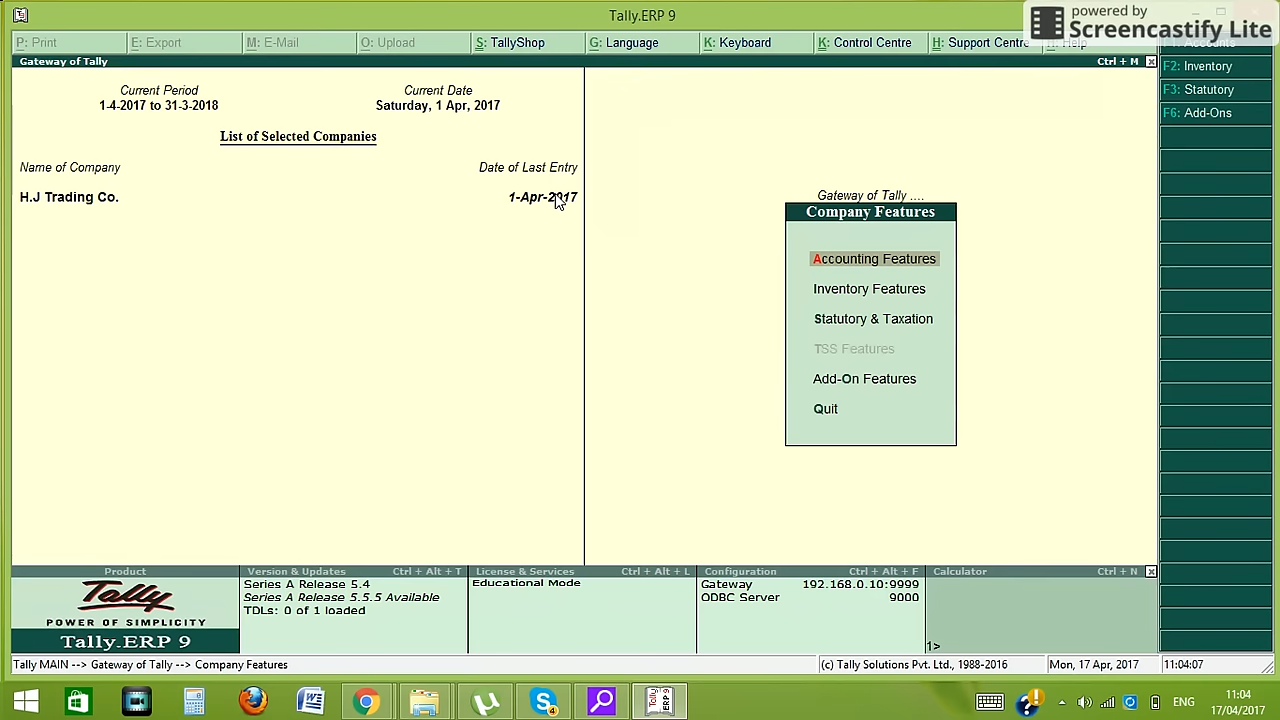 Tally.ERP 9
powered by
Screencastify Lite
P: Print
E: Export
M: E-Mail
O: Upload
S: TallyShop
G: Language
K: Keyboard
K: Control Centre
H: Support Centre
H: Help
Gateway of Tally
Ctrl + M
F1: Accounts
F2: Inventory
F3: Statutory
F6: Add-Ons
Current Period
1-4-2017 to 31-3-2018
Current Date
Saturday, 1 Apr, 2017
List of Selected Companies
Name of Company
Date of Last Entry
H.J Trading Co.
1-Apr-2017
Gateway of Tally ....
Company Features
Accounting Features
Inventory Features
Statutory & Taxation
TSS Features
Add-On Features
Quit
Product
Tally
POWER OF SIMPLICITY
Tally.ERP 9
Version & Updates
Ctrl + Alt + T
Series A Release 5.4
Series A Release 5.5.5 Available
TDLs: 0 of 1 loaded
License & Services
Ctrl + Alt + L
Educational Mode
Configuration
Ctrl + Alt + F
Gateway
192.168.0.10:9999
ODBC Server
9000
Calculator
Ctrl + N
1>
Tally MAIN --> Gateway of Tally --> Company Features
(c) Tally Solutions Pvt. Ltd., 1988-2016
Mon, 17 Apr, 2017
11:04:07
Tally
ERP 9
ENG
11:04
17/04/2017